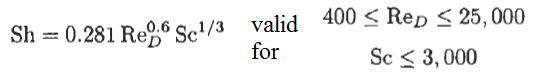 Sh = 0.281 Re_D^0.6 Sc^1/3 valid for 400 ≤ Re_D ≤ 25,000
Sc ≤ 3,000